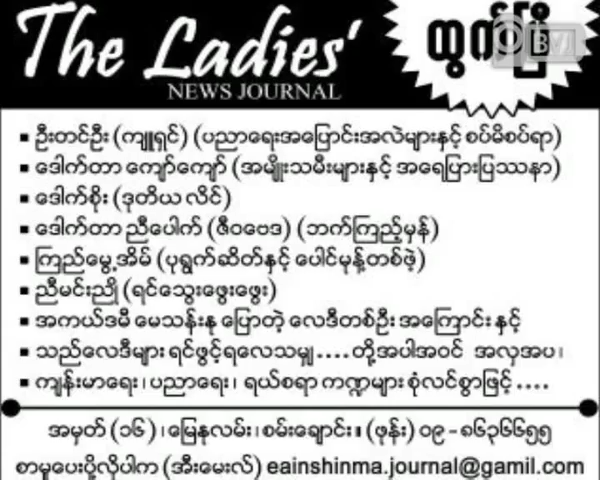 The Ladies'
NEWS JOURNAL
ထွက်ပြီ
▪ ဦးတင်ဦး (ကျူရှင်) (ပညာရေးအပြောင်းအလဲများနှင့် စပ်မိစပ်ရာ)
▪ ဒေါက်တာ ကျော်ကျော် (အမျိုးသမီးများနှင့် အရေပြားပြဿနာ)
▪ ဒေါက်စိုး (ဒုတိယ လိင်)
▪ ဒေါက်တာ ညီပေါက် (ဇီဝဗေဒ) (ဘက်ကြည့်မှန်)
▪ ကြည်မွေ့အိမ် (ပုရွက်ဆိတ်နှင့် ပေါင်မုန့်တစ်ဖဲ့)
▪ ညီမင်းညို (ရင်သွေးဖွေးဖွေး)
▪ အကယ်ဒမီ မေသန်းနု ပြောတဲ့ လေဒီတစ်ဦး အကြောင်း နှင့်
▪ သည်လေဒီများ ရင်ဖွင့်ရလေသမျှ .... တို့အပါအဝင် အလှအပ၊
▪ ကျန်းမာရေး ၊ ပညာရေး ၊ ရယ်စရာ ကဏ္ဍများ စုံလင်စွာဖြင့် ....
အမှတ် (၁၆) ၊ မြေနုလမ်း ၊ စမ်းချောင်း ။ (ဖုန်း) ၀၉ - ၈၆၃၆၆၅၅
စာမူပေးပို့လိုပါက (အီးမေးလ်) eainshinma.journal@gamil.com